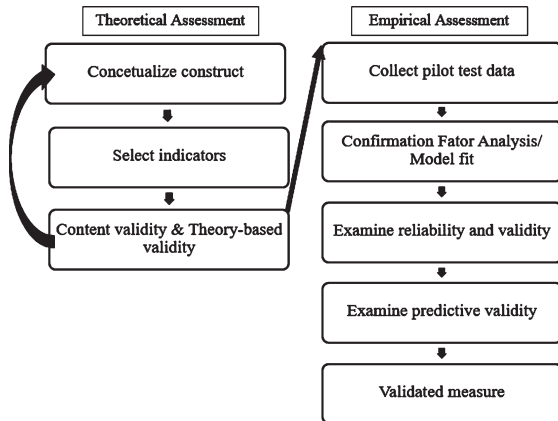 Theoretical Assessment
Concetualize construct
Select indicators
Content validity & Theory-based
validity
Empirical Assessment
Collect pilot test data
Confirmation Fator Analysis/
Model fit
Examine reliability and validity
Examine predictive validity
Validated measure